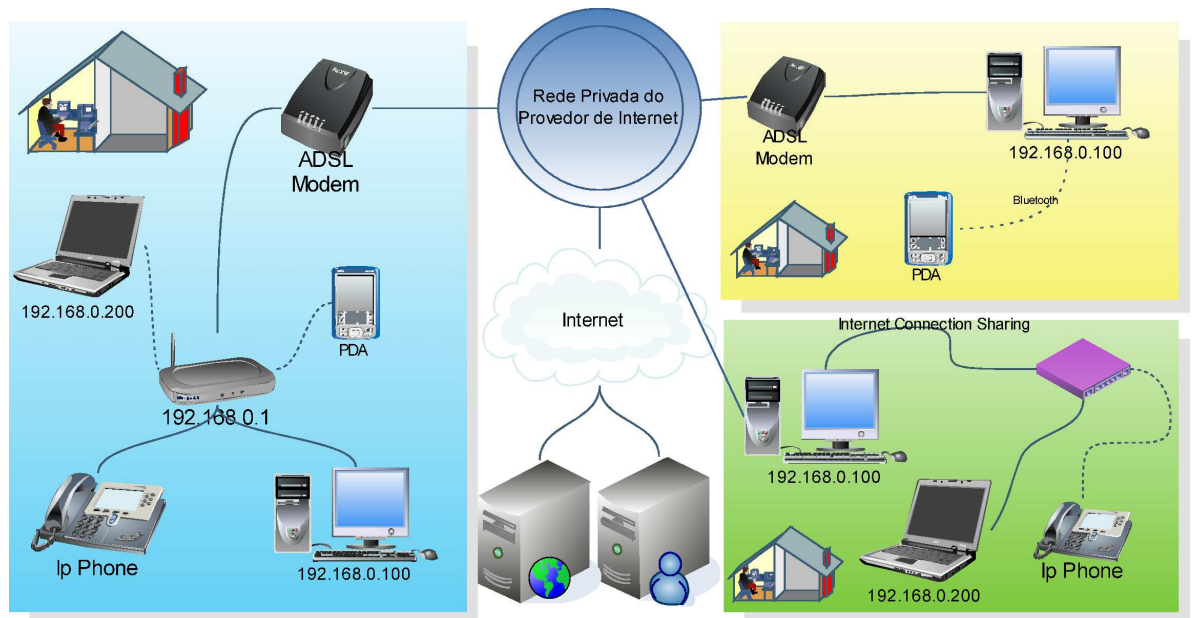 ADSL
Modem
192.168.0.200
PDA
192.168.0.1
Ip Phone
192.168.0.100
Rede Privada do
Provedor de Internet
Internet
ADSL
Modem
192.168.0.100
Bluetooth
PDA
Internet Connection Sharing
192.168.0.100
192.168.0.200
Ip Phone